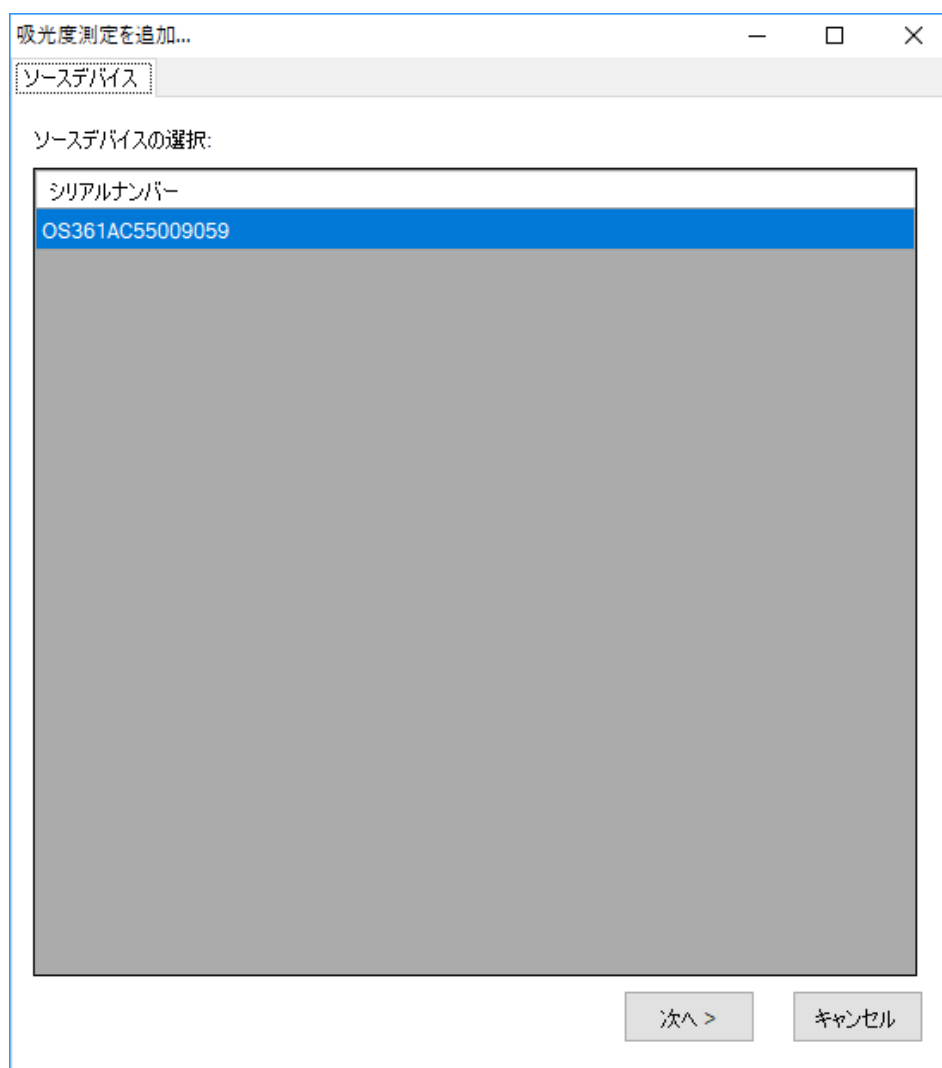 吸光度測定を追加...
ソースデバイス
ソースデバイスの選択:
シリアルナンバー
OS361AC55009059
次へ >
キャンセル